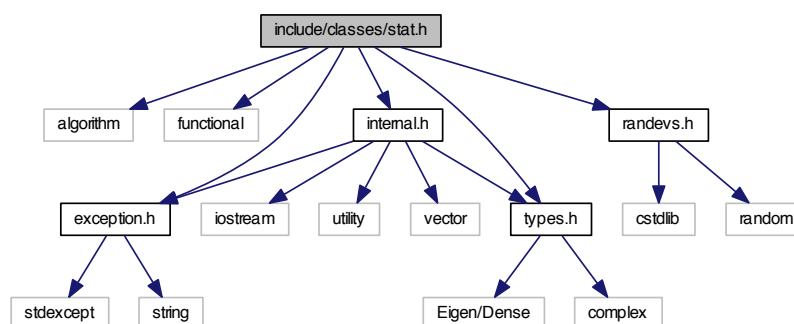 include/classes/stat.h
algorithm
functional
internal.h
randevs.h
exception.h
iostream
utility
vector
types.h
cstdlib
random
stdexcept
string
Eigen/Dense
complex